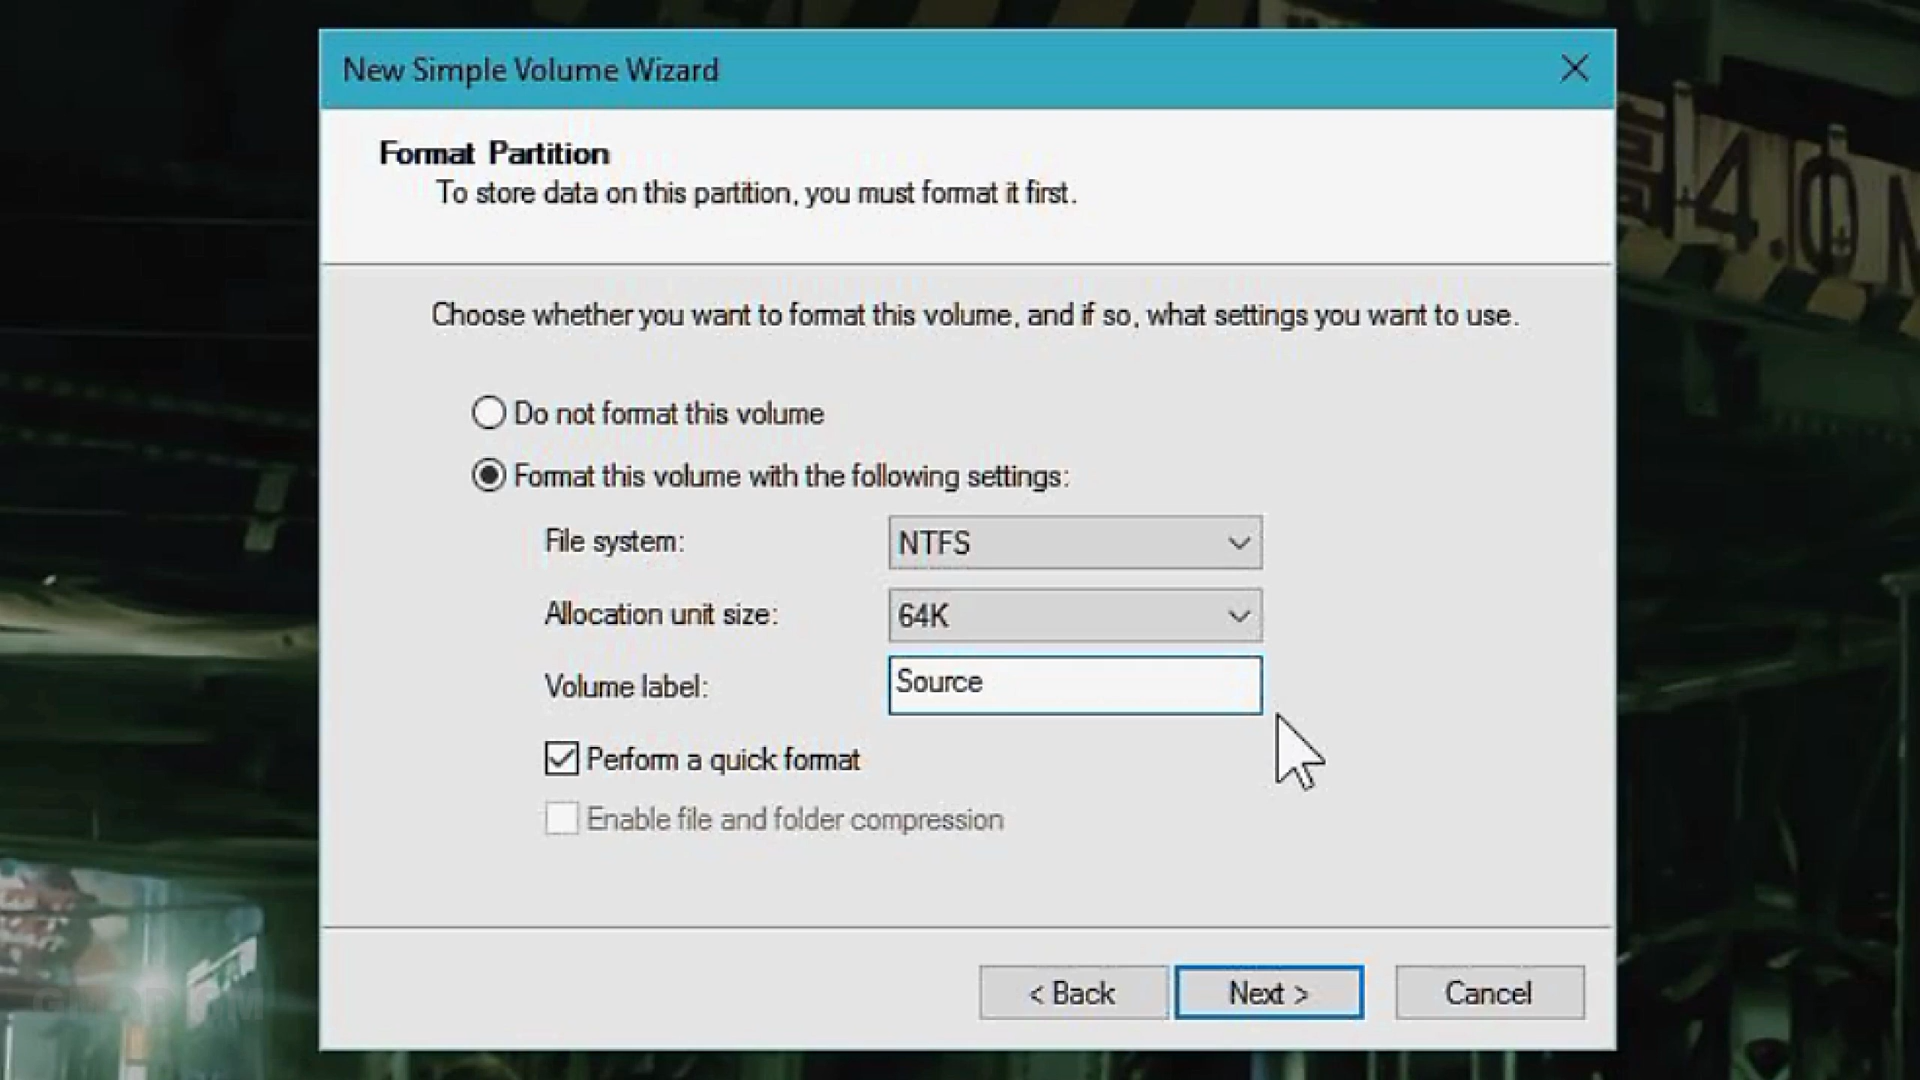 New Simple Volume Wizard
Format Partition
To store data on this partition, you must format it first.
Choose whether you want to format this volume, and if so, what settings you want to use.
Do not format this volume
Format this volume with the following settings:
File system: NTFS
Allocation unit size: 64K
Volume label: Source
Perform a quick format
Enable file and folder compression
< Back Next > Cancel
高4.0M